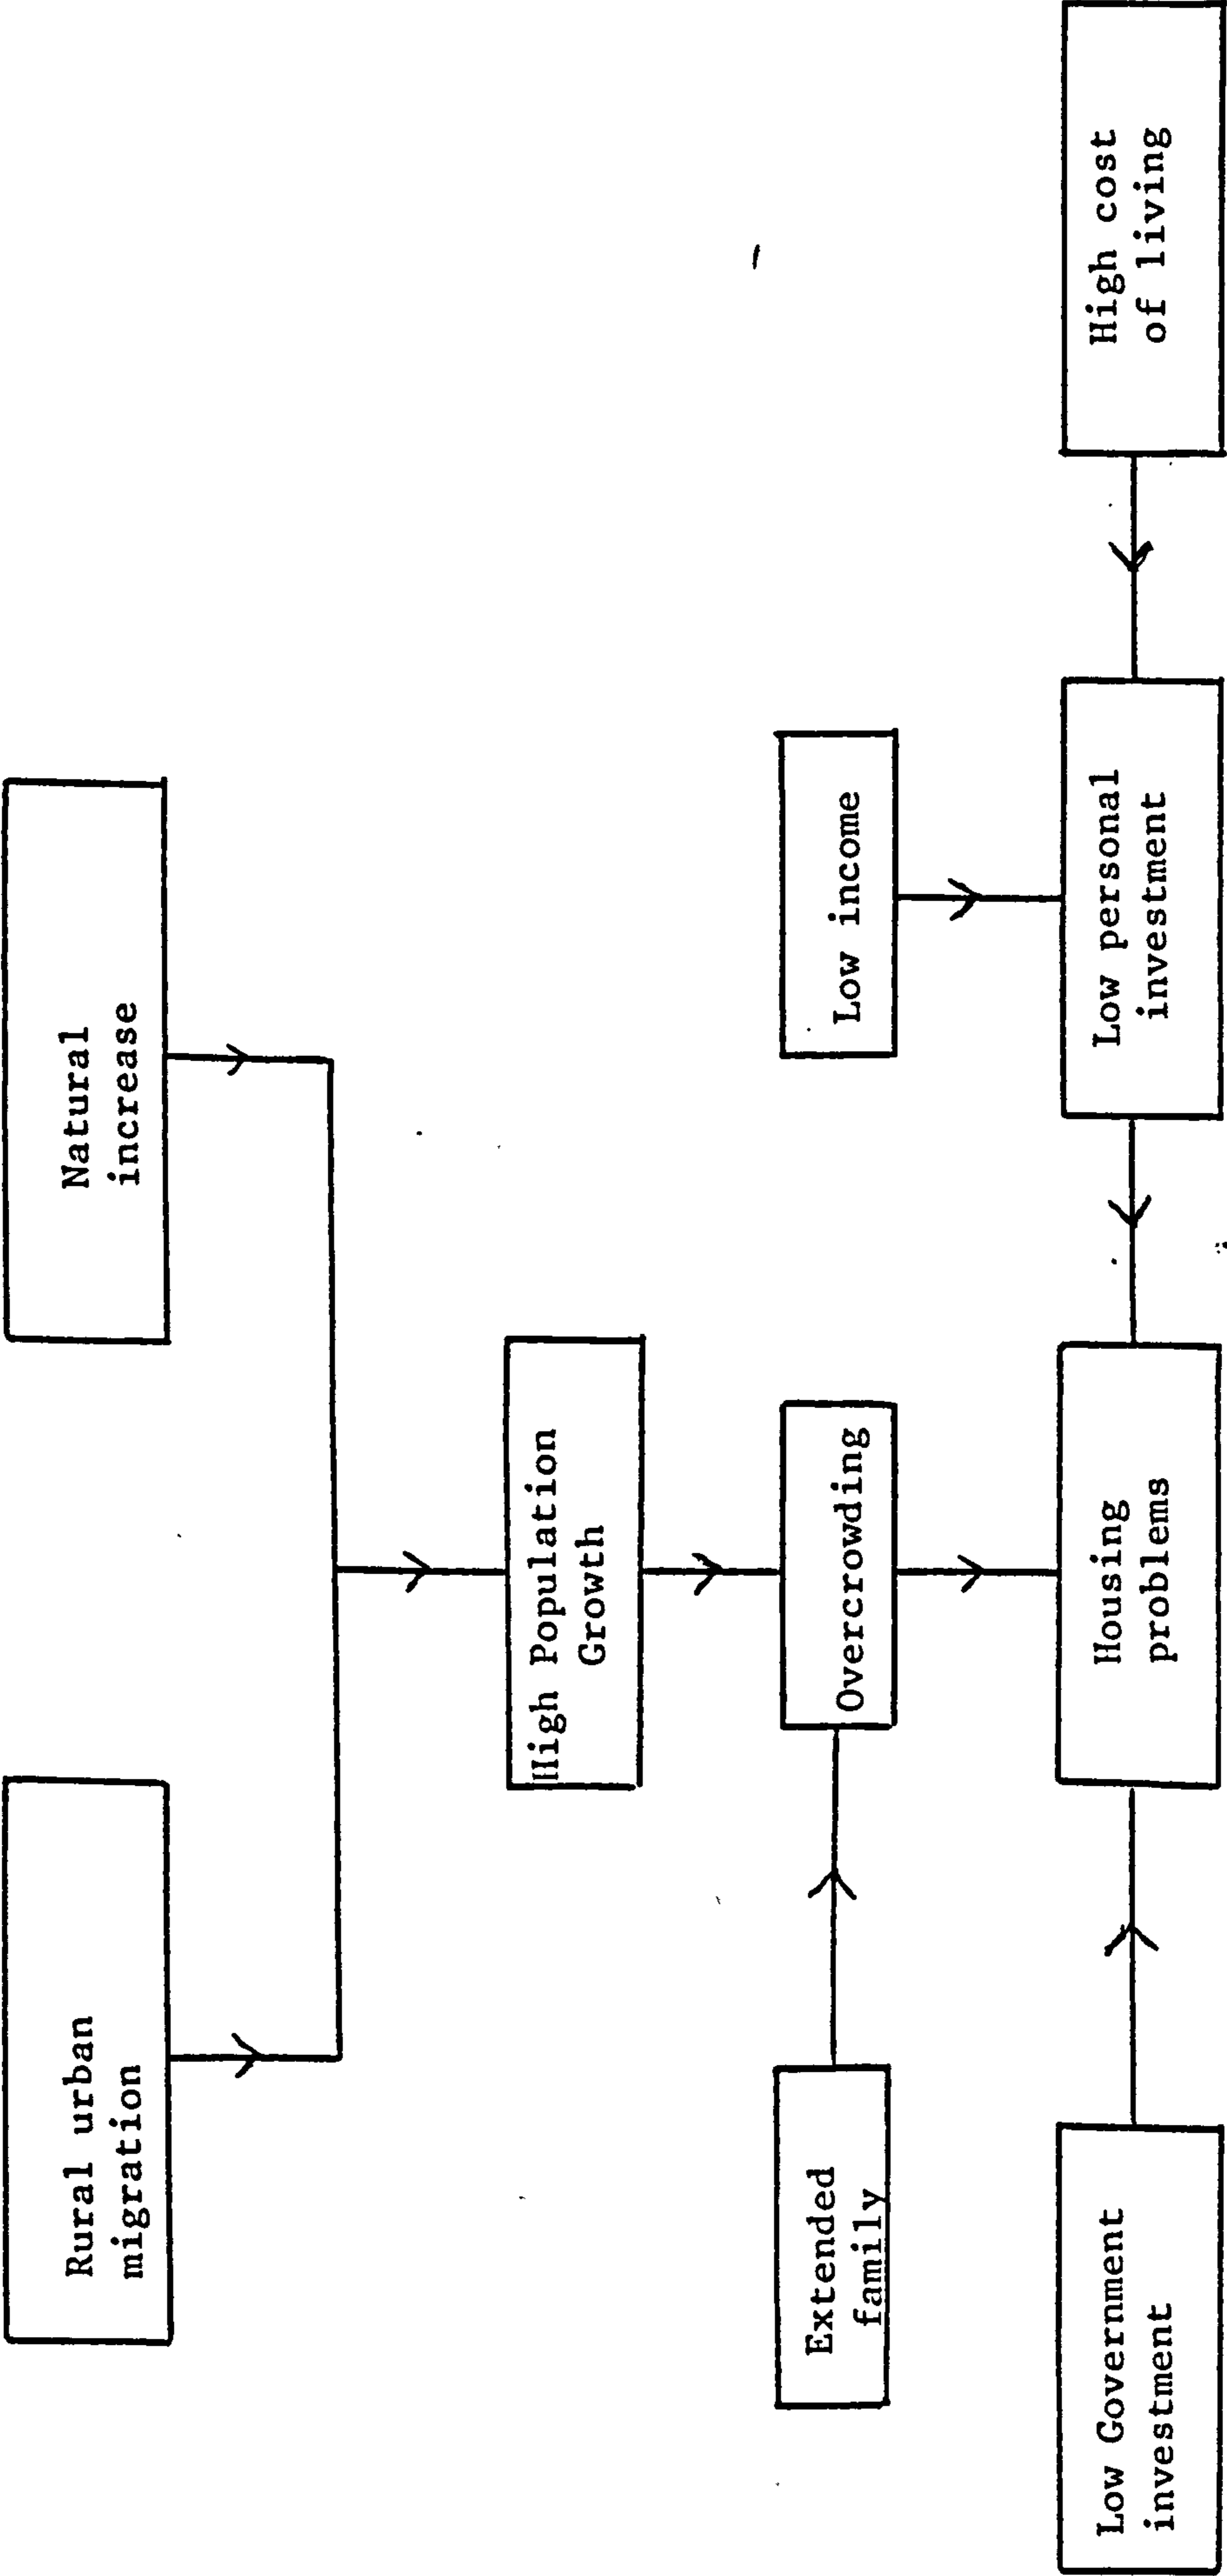 Rural urban
migration
Natural
increase
High Population
Growth
Extended
family
Overcrowding
Low income
Low Government
investment
Housing
problems
Low personal
investment
High cost
of living